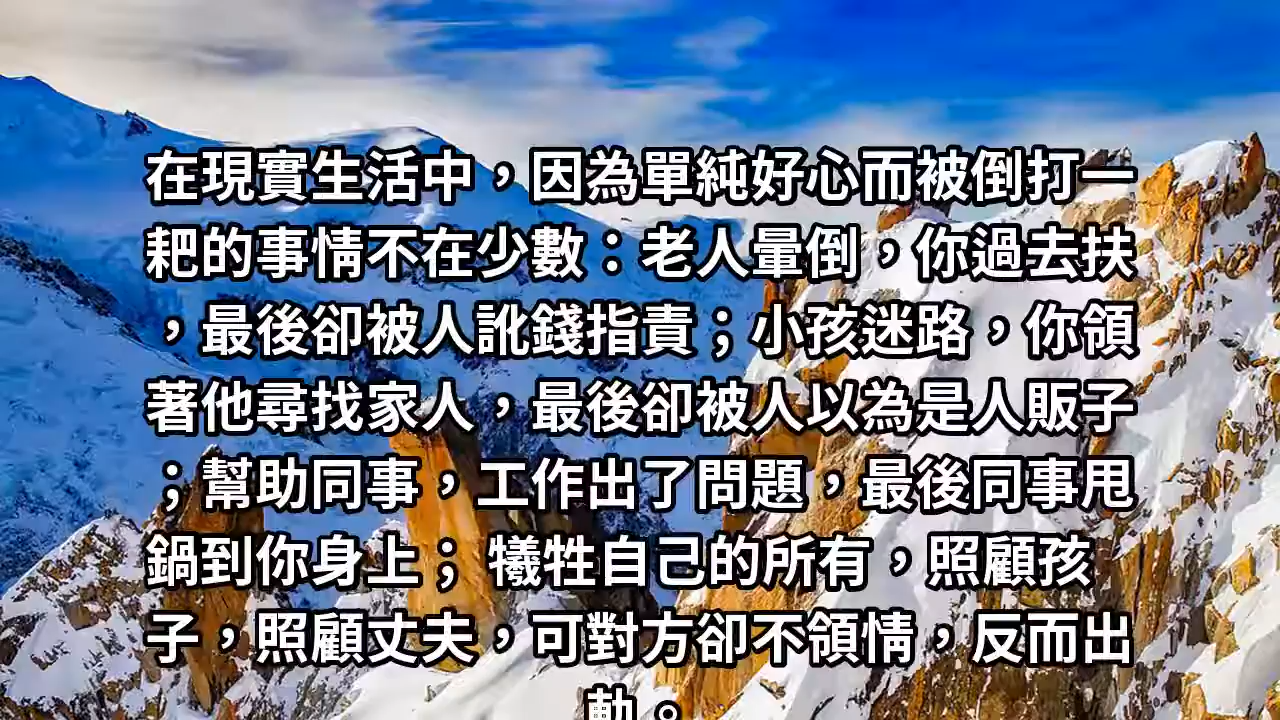 在現實生活中，因為單純好心而被倒打一
耙的事情不在少數：老人暈倒，你過去扶
，最後卻被人訛錢指責；小孩迷路，你領
著他尋找家人，最後卻被人以為是人販子
；幫助同事，工作出了問題，最後同事甩
鍋到你身上； 犧牲自己的所有，照顧孩
子，照顧丈夫，可對方卻不領情，反而出
軌。